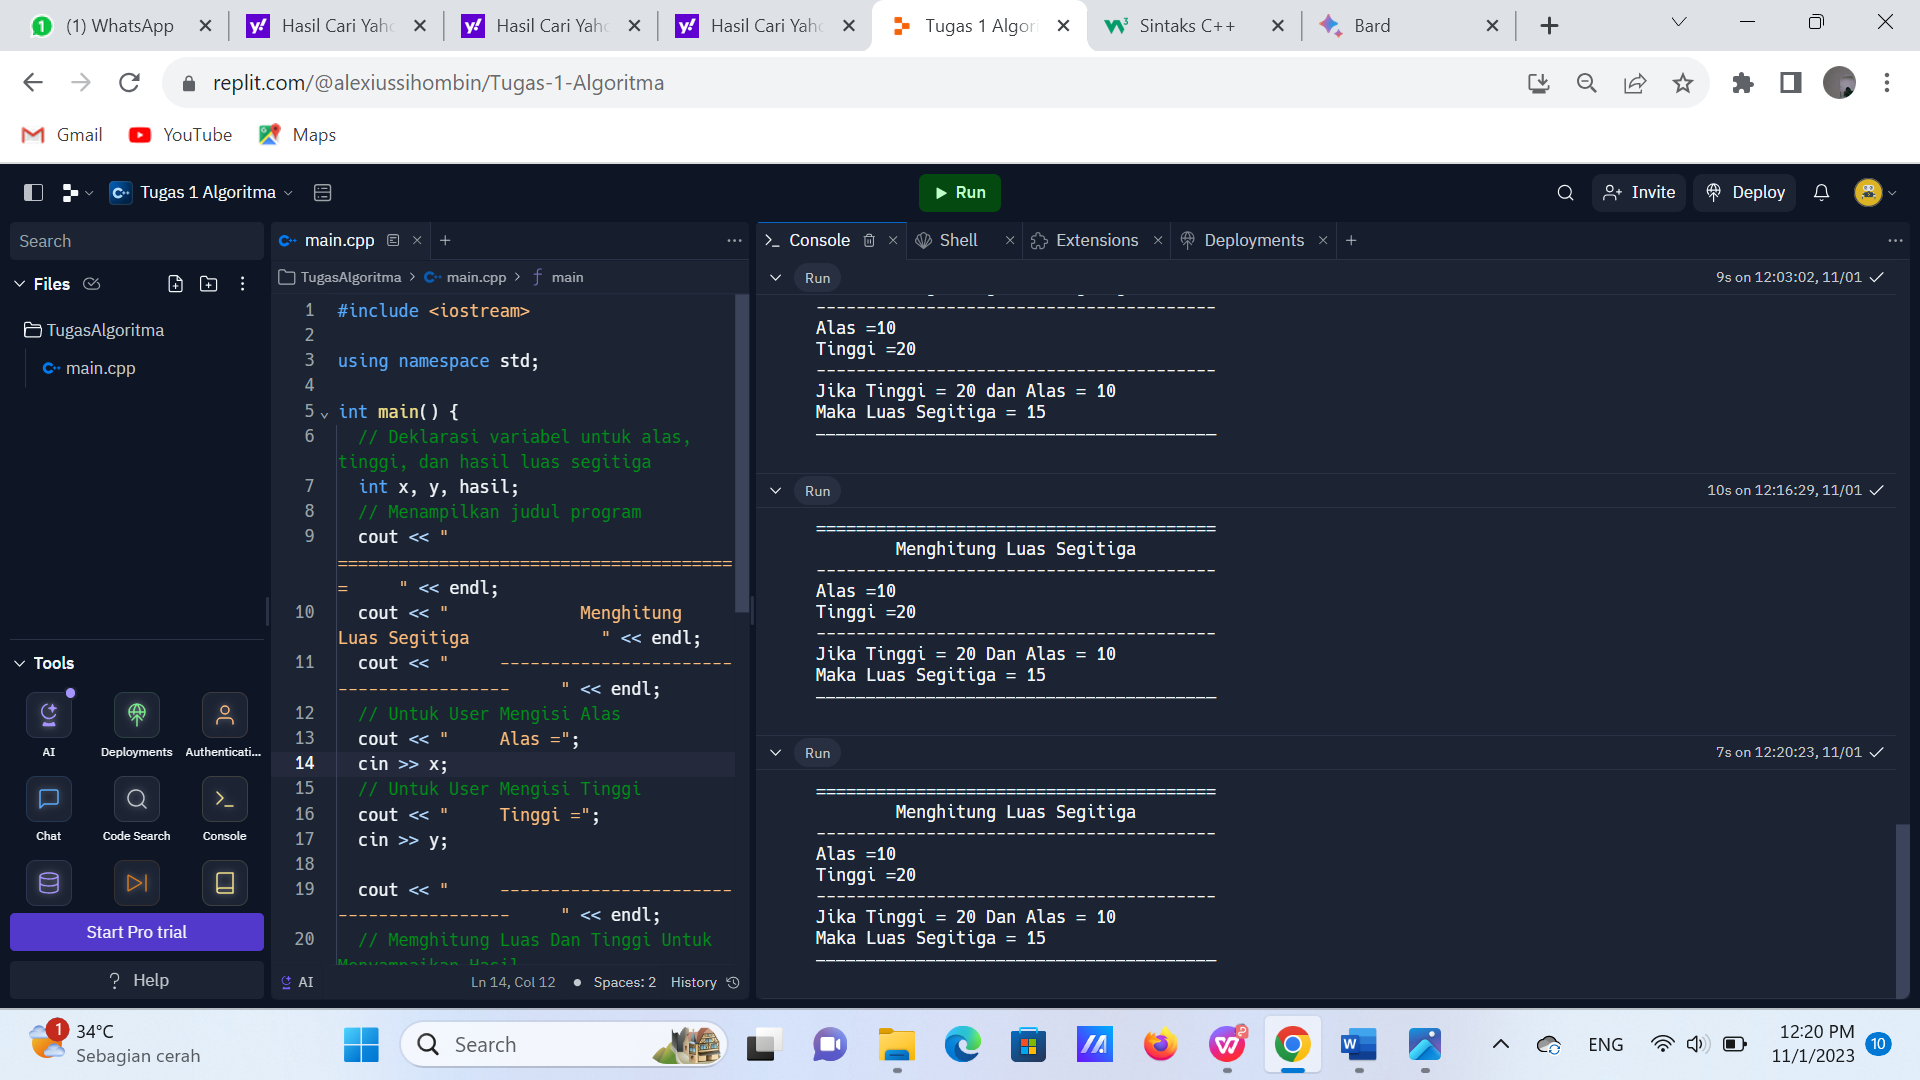 (1) WhatsApp
Hasil Cari Yah
Hasil Cari Yah
Hasil Cari Yah
Tugas 1 Algor
Sintaks C++
Bard
replit.com/@alexiussihombin/Tugas-1-Algoritma
Gmail
YouTube
Maps
Tugas 1 Algoritma
Run
Invite
Deploy
Search
Files
TugasAlgoritma
main.cpp
Tools
AI
Deployments
Authenticati...
Chat
Code Search
Console
Start Pro trial
? Help
main.cpp
TugasAlgoritma > main.cpp > f main
1 #include <iostream>
2
3 using namespace std;
4
5 int main() {
6 // Deklarasi variabel untuk alas,
tinggi, dan hasil luas segitiga
7 int x, y, hasil;
8 // Menampilkan judul program
9 cout << "
=======================================
= " << endl;
10 cout << " Menghitung
Luas Segitiga " << endl;
11 cout << " -----------------------
----------------- " << endl;
12 // Untuk User Mengisi Alas
13 cout << " Alas =";
14 cin >> x;
15 // Untuk User Mengisi Tinggi
16 cout << " Tinggi =";
17 cin >> y;
18
19 cout << " -----------------------
----------------- " << endl;
20 // Memghitung Luas Dan Tinggi Untuk
Menyampaikan Hasil
AI
Ln 14, Col 12
Spaces: 2
History
Console
Shell
Extensions
Deployments
Run
9s on 12:03:02, 11/01
----------------------------------------
Alas =10
Tinggi =20
----------------------------------------
Jika Tinggi = 20 dan Alas = 10
Maka Luas Segitiga = 15
________________________________________
Run
10s on 12:16:29, 11/01
========================================
Menghitung Luas Segitiga
----------------------------------------
Alas =10
Tinggi =20
----------------------------------------
Jika Tinggi = 20 Dan Alas = 10
Maka Luas Segitiga = 15
________________________________________
Run
7s on 12:20:23, 11/01
========================================
Menghitung Luas Segitiga
----------------------------------------
Alas =10
Tinggi =20
----------------------------------------
Jika Tinggi = 20 Dan Alas = 10
Maka Luas Segitiga = 15
________________________________________
1
34°C
Sebagian cerah
Search
ENG
12:20 PM
11/1/2023
10